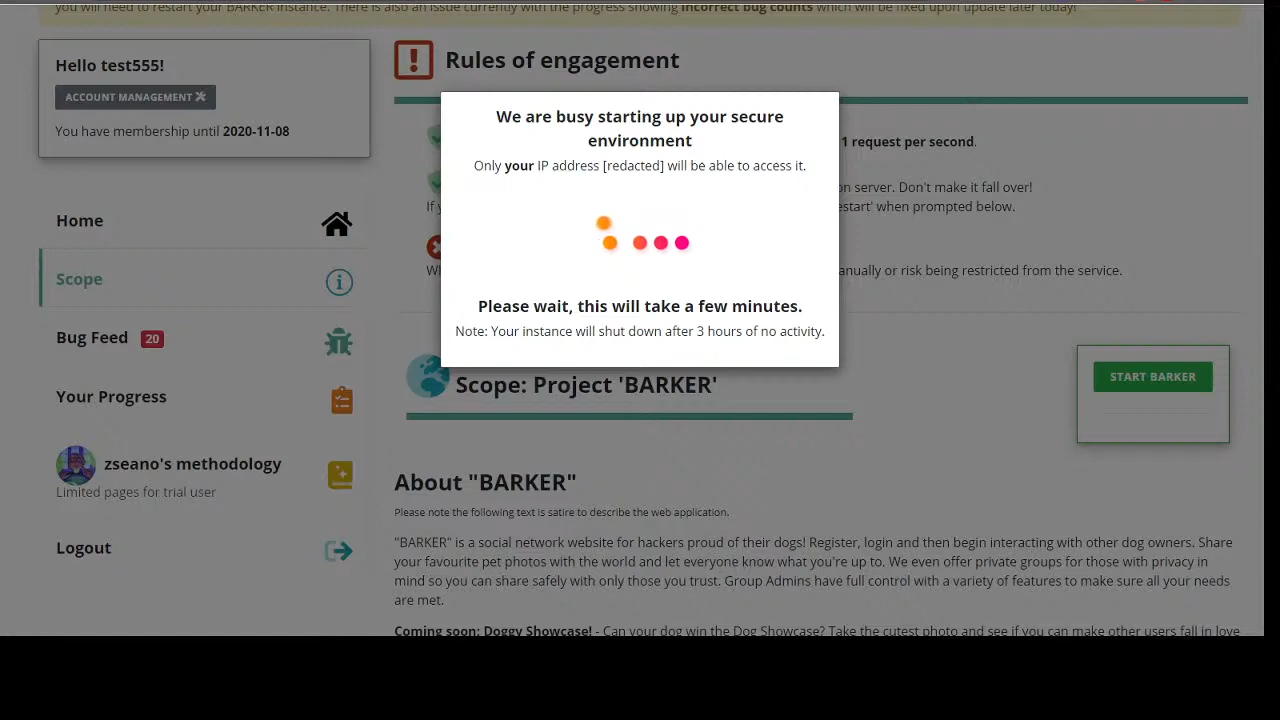 you will need to restart your BARKER instance. There is also an issue currently with the progress showing incorrect bug counts which will be fixed upon update later today!
Hello test555!
ACCOUNT MANAGEMENT
You have membership until 2020-11-08
Home
Scope
Bug Feed 20
Your Progress
zseano's methodology
Limited pages for trial user
Logout
Rules of engagement
1 request per second.
on server. Don't make it fall over!
If
estart' when prompted below.
anually or risk being restricted from the service.
We are busy starting up your secure
environment
Only your IP address [redacted] will be able to access it.
Please wait, this will take a few minutes.
Note: Your instance will shut down after 3 hours of no activity.
Scope: Project 'BARKER'
START BARKER
About "BARKER"
Please note the following text is satire to describe the web application.
"BARKER" is a social network website for hackers proud of their dogs! Register, login and then begin interacting with other dog owners. Share
your favourite pet photos with the world and let everyone know what you're up to. We even offer private groups for those with privacy in
mind so you can share safely with only those you trust. Group Admins have full control with a variety of features to make sure all your needs
are met.
Coming soon: Doggy Showcase! - Can your dog win the Dog Showcase? Take the cutest photo and see if you can make other users fall in love